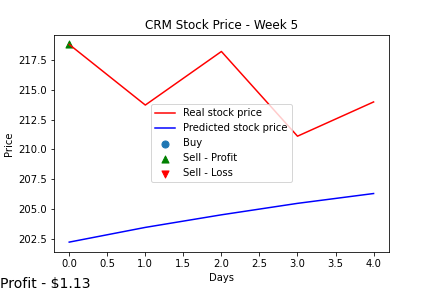 CRM Stock Price - Week 5
217.5
215.0
212.5
210.0
207.5
205.0
202.5
Price
Real stock price
Predicted stock price
Buy
Sell - Profit
Sell - Loss
0.0 0.5 1.0 1.5 2.0 2.5 3.0 3.5 4.0
Days
Profit - $1.13